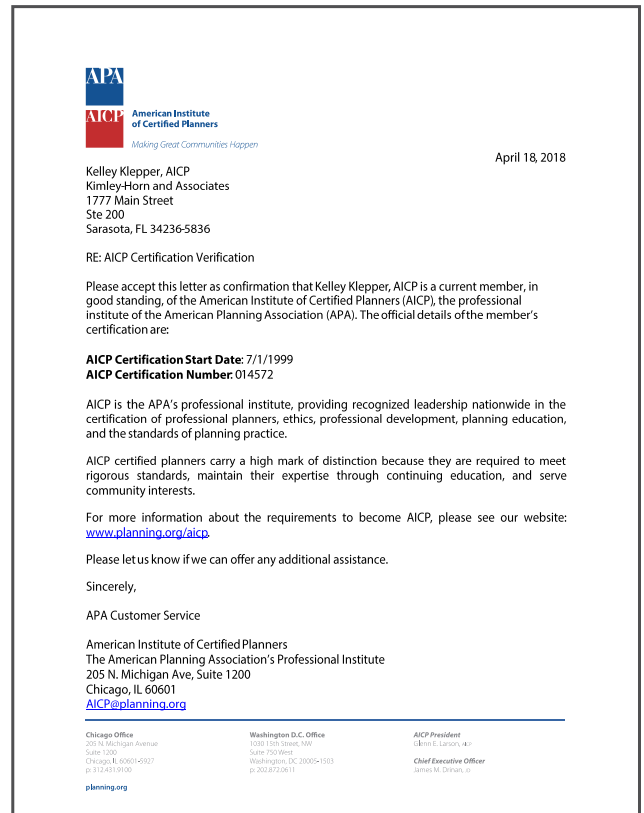 APA
AICP
American Institute
of Certified Planners
Making Great Communities Happen
April 18, 2018
Kelley Klepper, AICP
Kimley-Horn and Associates
1777 Main Street
Ste 200
Sarasota, FL 34236-5836
RE: AICP Certification Verification
Please accept this letter as confirmation that Kelley Klepper, AICP is a current member, in
good standing, of the American Institute of Certified Planners (AICP), the professional
institute of the American Planning Association (APA). The official details of the member's
certification are:
AICP Certification Start Date: 7/1/1999
AICP Certification Number: 014572
AICP is the APA's professional institute, providing recognized leadership nationwide in the
certification of professional planners, ethics, professional development, planning education,
and the standards of planning practice.
AICP certified planners carry a high mark of distinction because they are required to meet
rigorous standards, maintain their expertise through continuing education, and serve
community interests.
For more information about the requirements to become AICP, please see our website:
www.planning.org/aicp.
Please let us know if we can offer any additional assistance.
Sincerely,
APA Customer Service
American Institute of Certified Planners
The American Planning Association's Professional Institute
205 N. Michigan Ave, Suite 1200
Chicago, IL 60601
AICP@planning.org
Chicago Office
205 N. Michigan Avenue
Suite 1200
Chicago, IL 60601-5927
p: 312.431.9100
Washington D.C. Office
1030 15th Street, NW
Suite 750 West
Washington, DC 20005-1503
p: 202.872.0611
AICP President
Glenn E. Larson, AICP
Chief Executive Officer
James M. Drinan, JD
planning.org